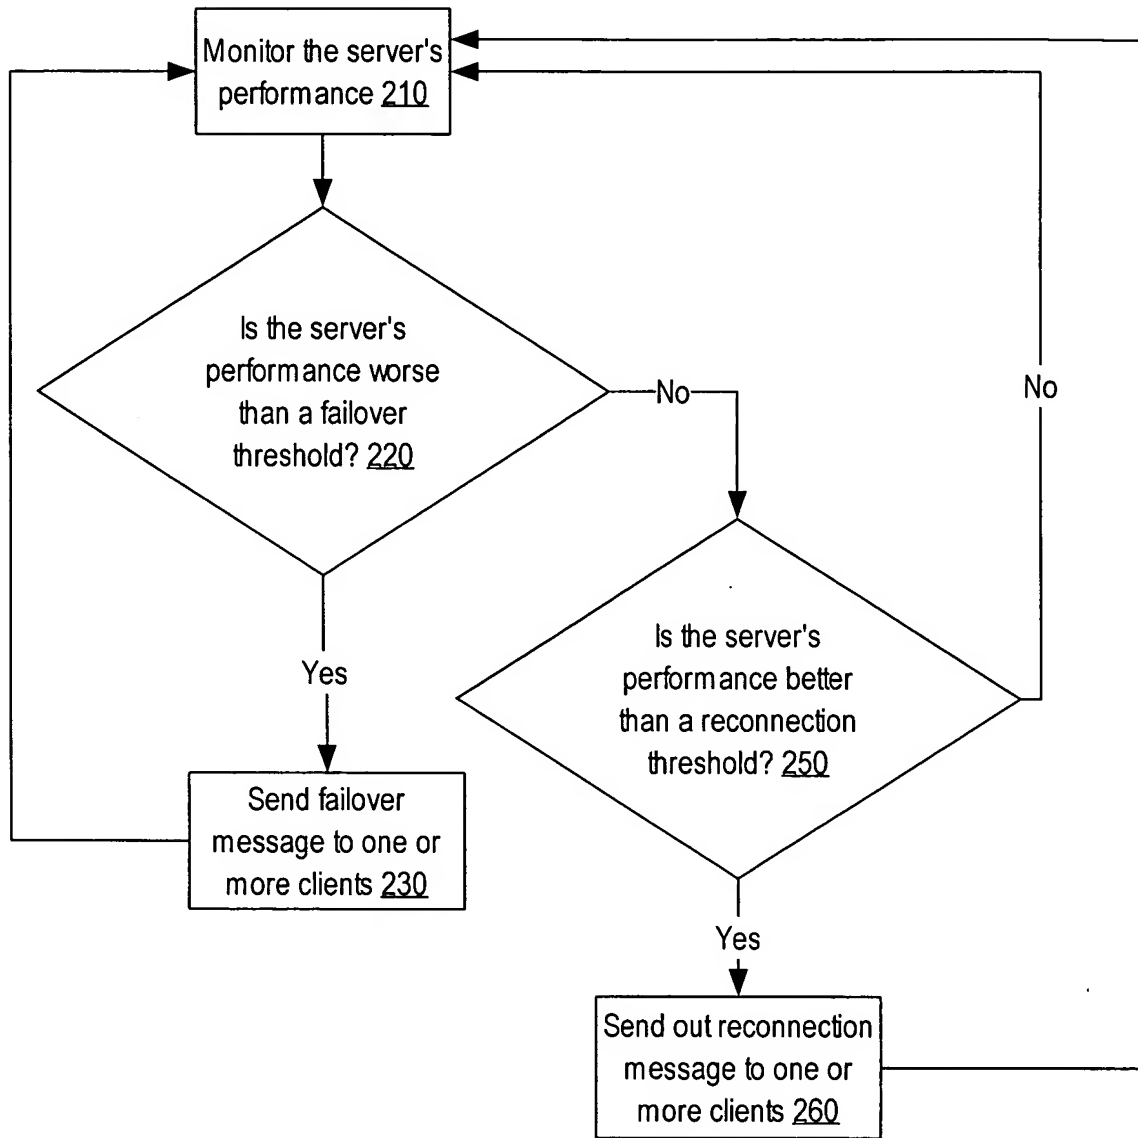 Monitor the server's
performance 210
Is the server's
performance worse
than a failover
threshold? 220
No
No
Is the server's
performance better
than a reconnection
threshold? 250
Yes
Send failover
message to one or
more clients 230
Yes
Send out reconnection
message to one or
more clients 260